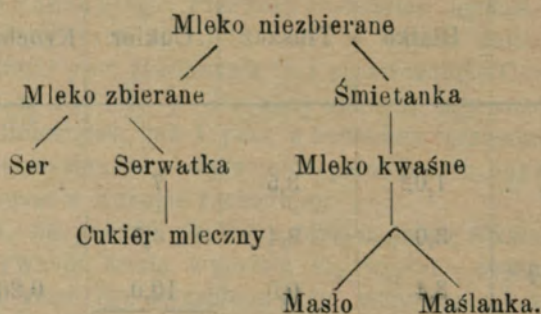 Mleko niezbierane
Mleko zbierane Śmietanka
Ser Serwatka Mleko kwaśne
Cukier mleczny
Masło Maślanka.